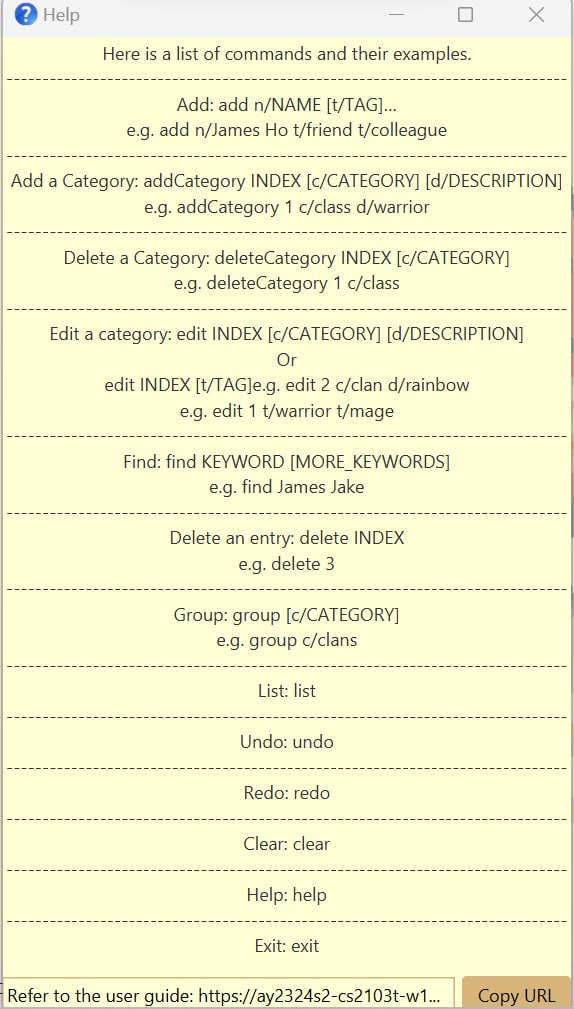 Help
Here is a list of commands and their examples.
Add: add n/NAME [t/TAG]...
e.g. add n/James Ho t/friend t/colleague
Add a Category: addCategory INDEX [c/CATEGORY] [d/DESCRIPTION]
e.g. addCategory 1 c/class d/warrior
Delete a Category: deleteCategory INDEX [c/CATEGORY]
e.g. deleteCategory 1 c/class
Edit a category: edit INDEX [c/CATEGORY] [d/DESCRIPTION]
Or
edit INDEX [t/TAG]e.g. edit 2 c/clan d/rainbow
e.g. edit 1 t/warrior t/mage
Find: find KEYWORD [MORE_KEYWORDS]
e.g. find James Jake
Delete an entry: delete INDEX
e.g. delete 3
Group: group [c/CATEGORY]
e.g. group c/clans
List: list
Undo: undo
Redo: redo
Clear: clear
Help: help
Exit: exit
Refer to the user guide: https://ay2324s2-cs2103t-w1...
Copy URL